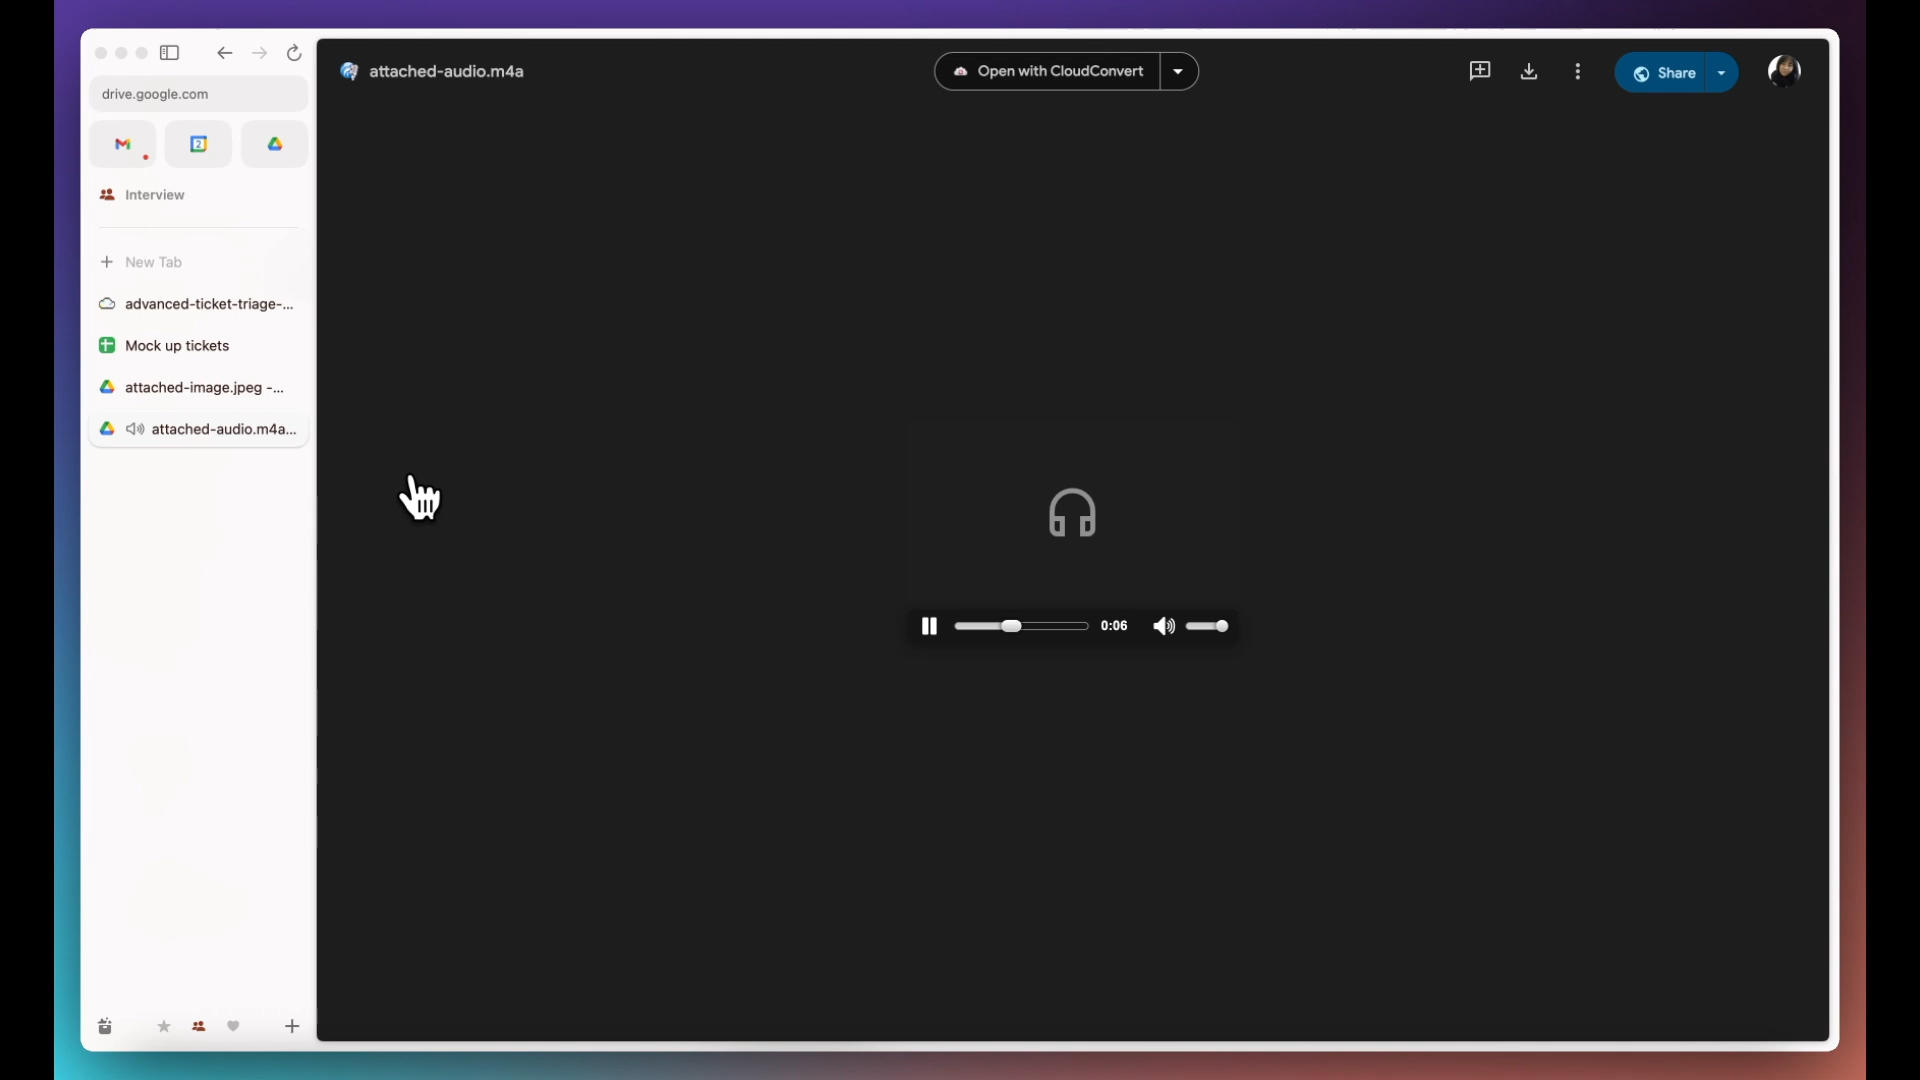 attached-audio.m4a
Open with CloudConvert
Share
drive.google.com
2
Interview
New Tab
advanced-ticket-triage-...
Mock up tickets
attached-image.jpeg -...
attached-audio.m4a...
0:06